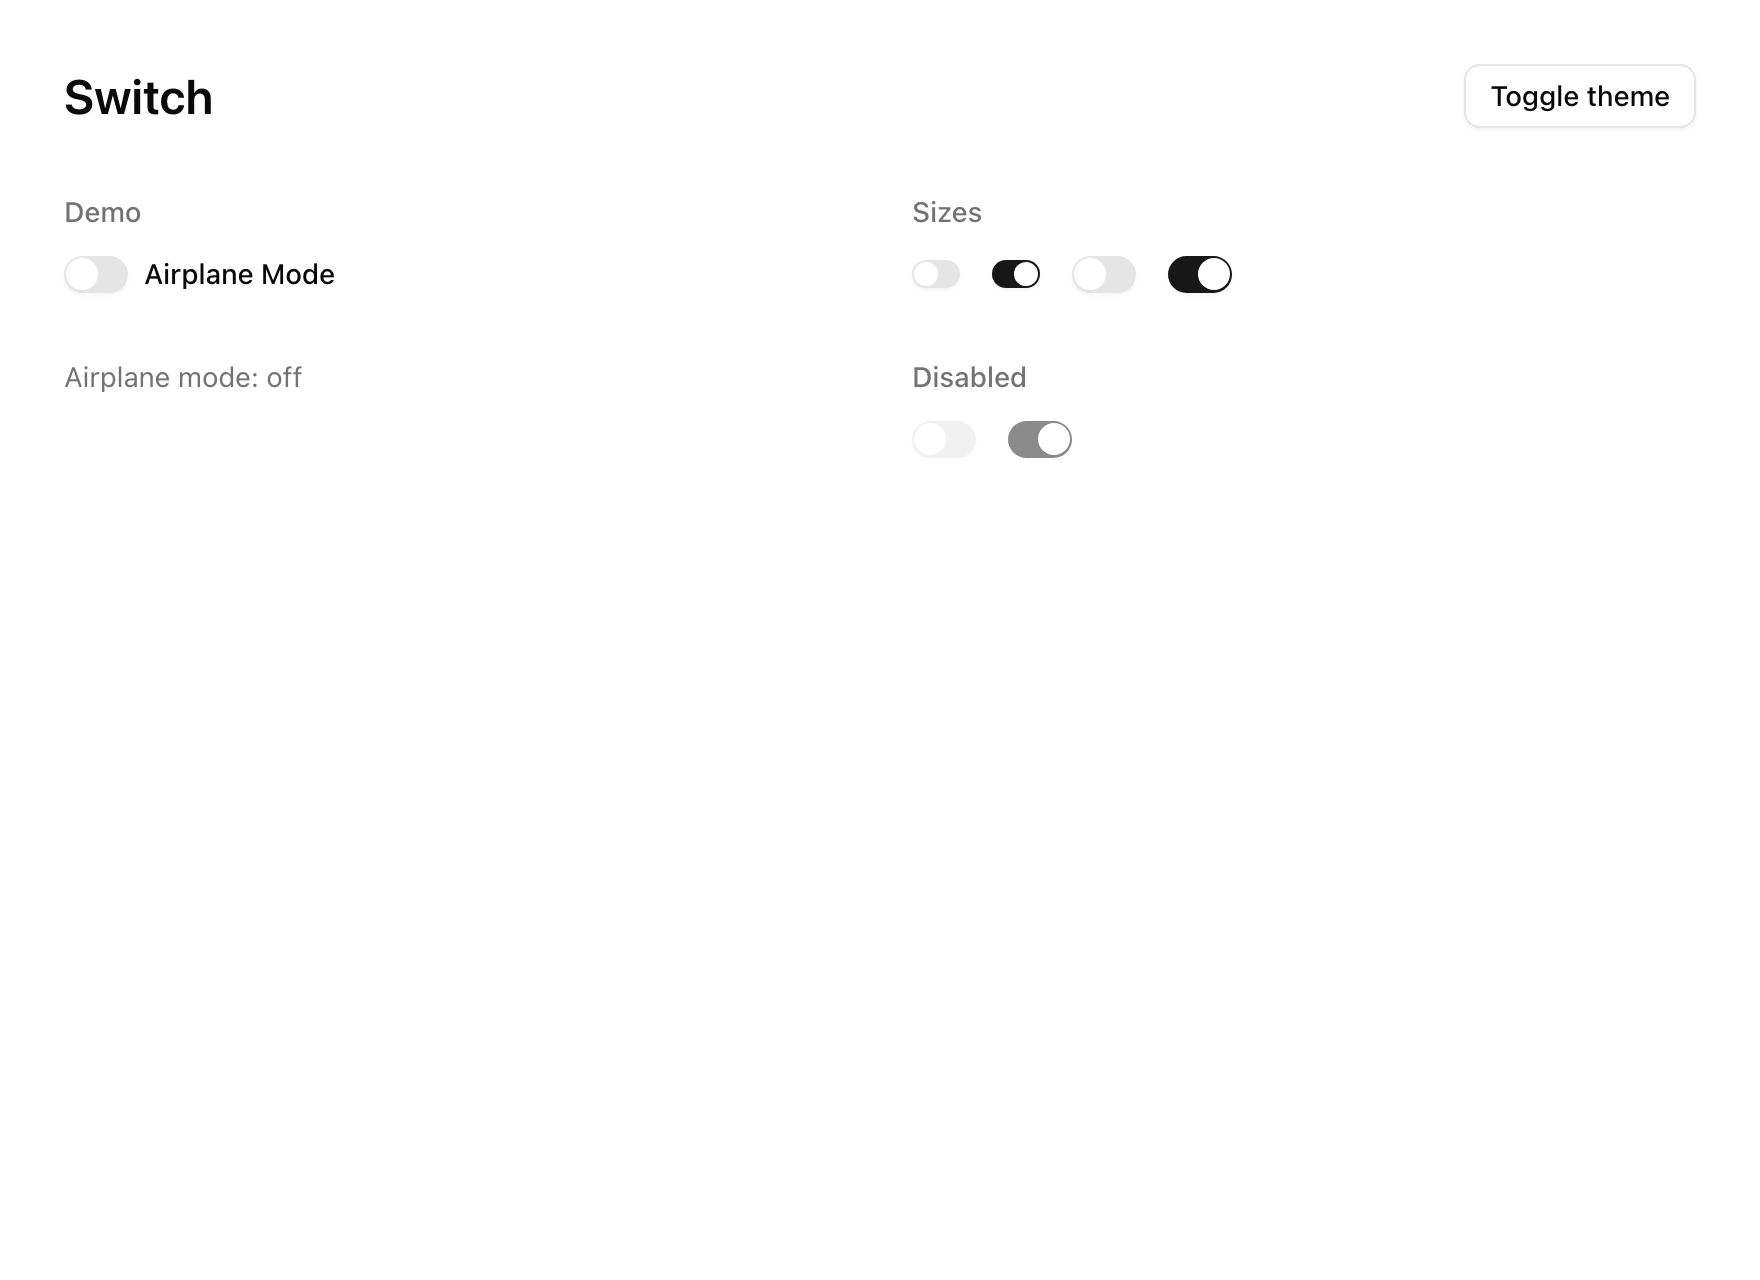 Switch
Toggle theme
Demo
Airplane Mode
Airplane mode: off
Sizes
Disabled